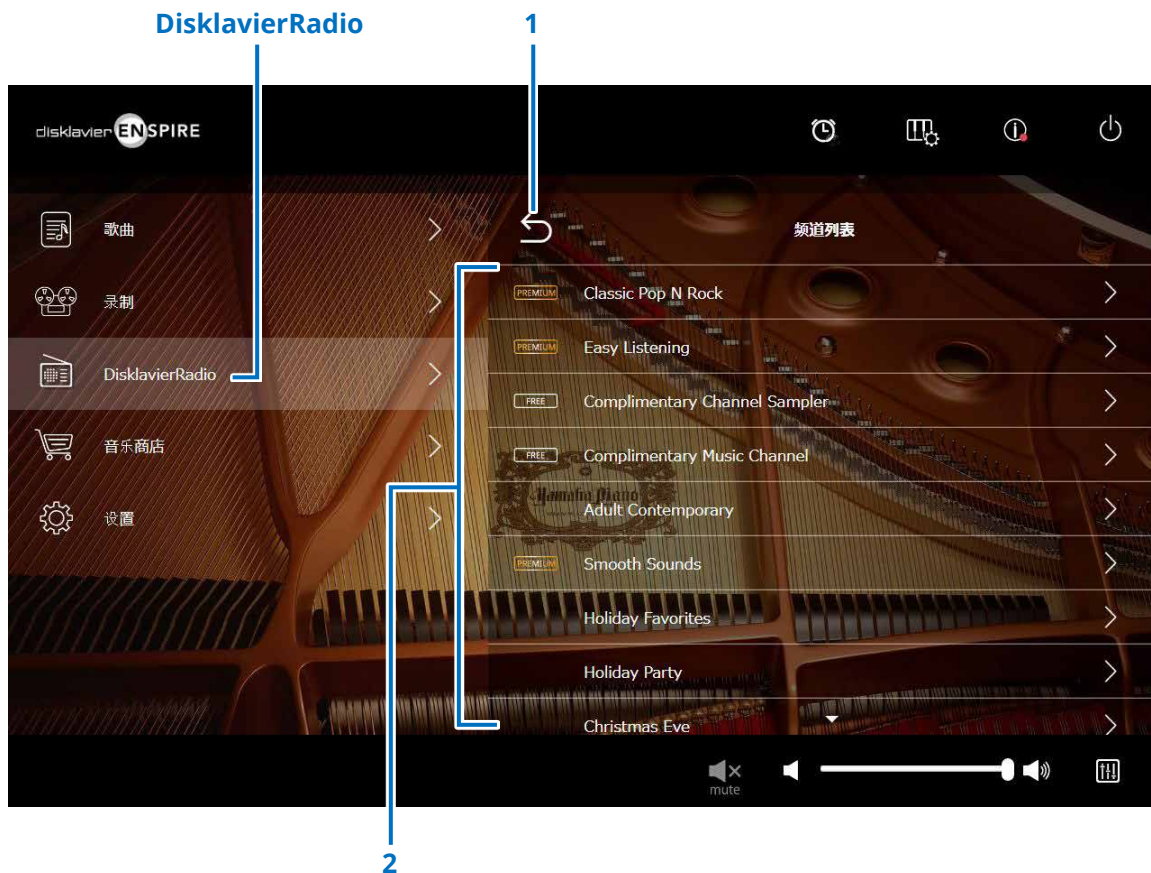 DisklavierRadio
1
disklavier ENSPIRE
歌曲
录制
DisklavierRadio
音乐商店
设置
频道列表
PREMIUM Classic Pop N Rock
PREMIUM Easy Listening
FREE Complimentary Channel Sampler
FREE Complimentary Music Channel
Yamaha Piano
Adult Contemporary
PREMIUM Smooth Sounds
Holiday Favorites
Holiday Party
Christmas Eve
mute
2